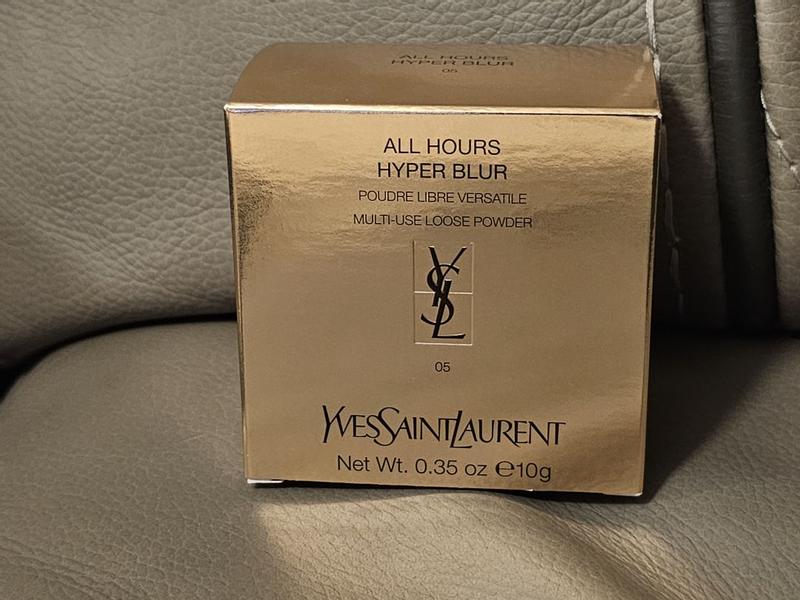 ALL HOURS
HYPER BLUR
05
ALL HOURS
HYPER BLUR
POUDRE LIBRE VERSATILE
MULTI-USE LOOSE POWDER
YSL
05
YVESSAINTLAURENT
Net Wt. 0.35 oz ℮10g